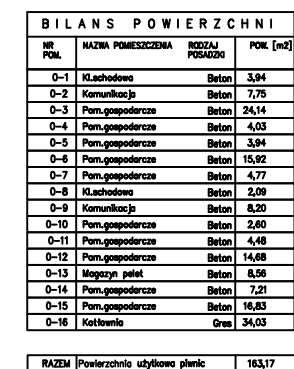 BILANS POWIERZCHNI
NR POM. NAZWA POMIESZCZENIA RODZAJ POSADZKI POW. [m2]
0-1 Kl.schodowa Beton 3,94
0-2 Komunikacja Beton 7,75
0-3 Pom.gospodarcze Beton 24,14
0-4 Pom.gospodarcze Beton 4,03
0-5 Pom.gospodarcze Beton 3,94
0-6 Pom.gospodarcze Beton 15,92
0-7 Pom.gospodarcze Beton 4,77
0-8 Kl.schodowa Beton 2,09
0-9 Komunikacja Beton 8,20
0-10 Pom.gospodarcze Beton 2,60
0-11 Pom.gospodarcze Beton 4,48
0-12 Pom.gospodarcze Beton 14,68
0-13 Magazyn pelet Beton 8,56
0-14 Pom.gospodarcze Beton 7,21
0-15 Pom.gospodarcze Beton 16,83
0-16 Kotłownia Gres 34,03
RAZEM Powierzchnia użytkowa piwnic 163,17